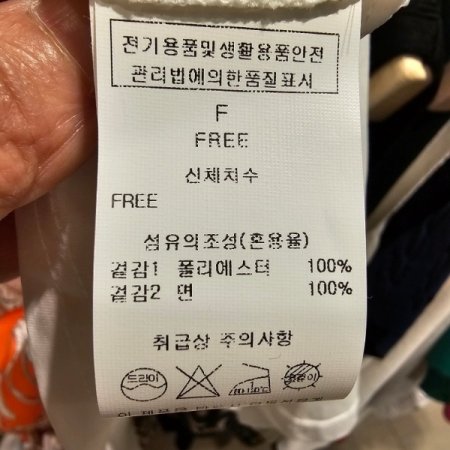 전기용품및생활용품안전
관리법에의한품질표시
F
FREE
신체치수
FREE
섬유의조성(혼용율)
겉감1 폴리에스터 100%
겉감2 면 100%
취급상 주의사항
드라이